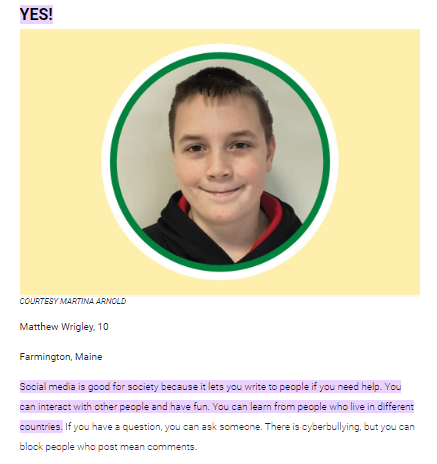 YES!
COURTESY MARTINA ARNOLD
Matthew Wrigley, 10
Farmington, Maine
Social media is good for society because it lets you write to people if you need help. You
can interact with other people and have fun. You can learn from people who live in different
countries. If you have a question, you can ask someone. There is cyberbullying, but you can
block people who post mean comments.